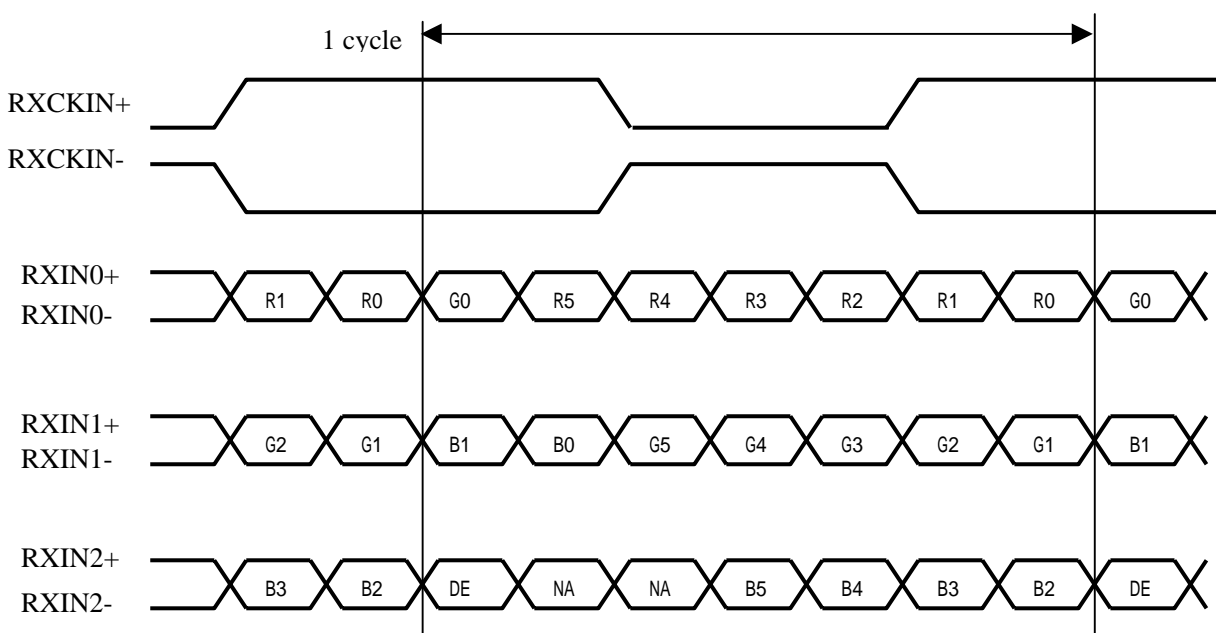 1 cycle
RXCKIN+
RXCKIN-
RXIN0+
R1 R0 G0 R5 R4 R3 R2 R1 R0 G0
RXIN0-
RXIN1+
G2 G1 B1 B0 G5 G4 G3 G2 G1 B1
RXIN1-
RXIN2+
B3 B2 DE NA NA B5 B4 B3 B2 DE
RXIN2-